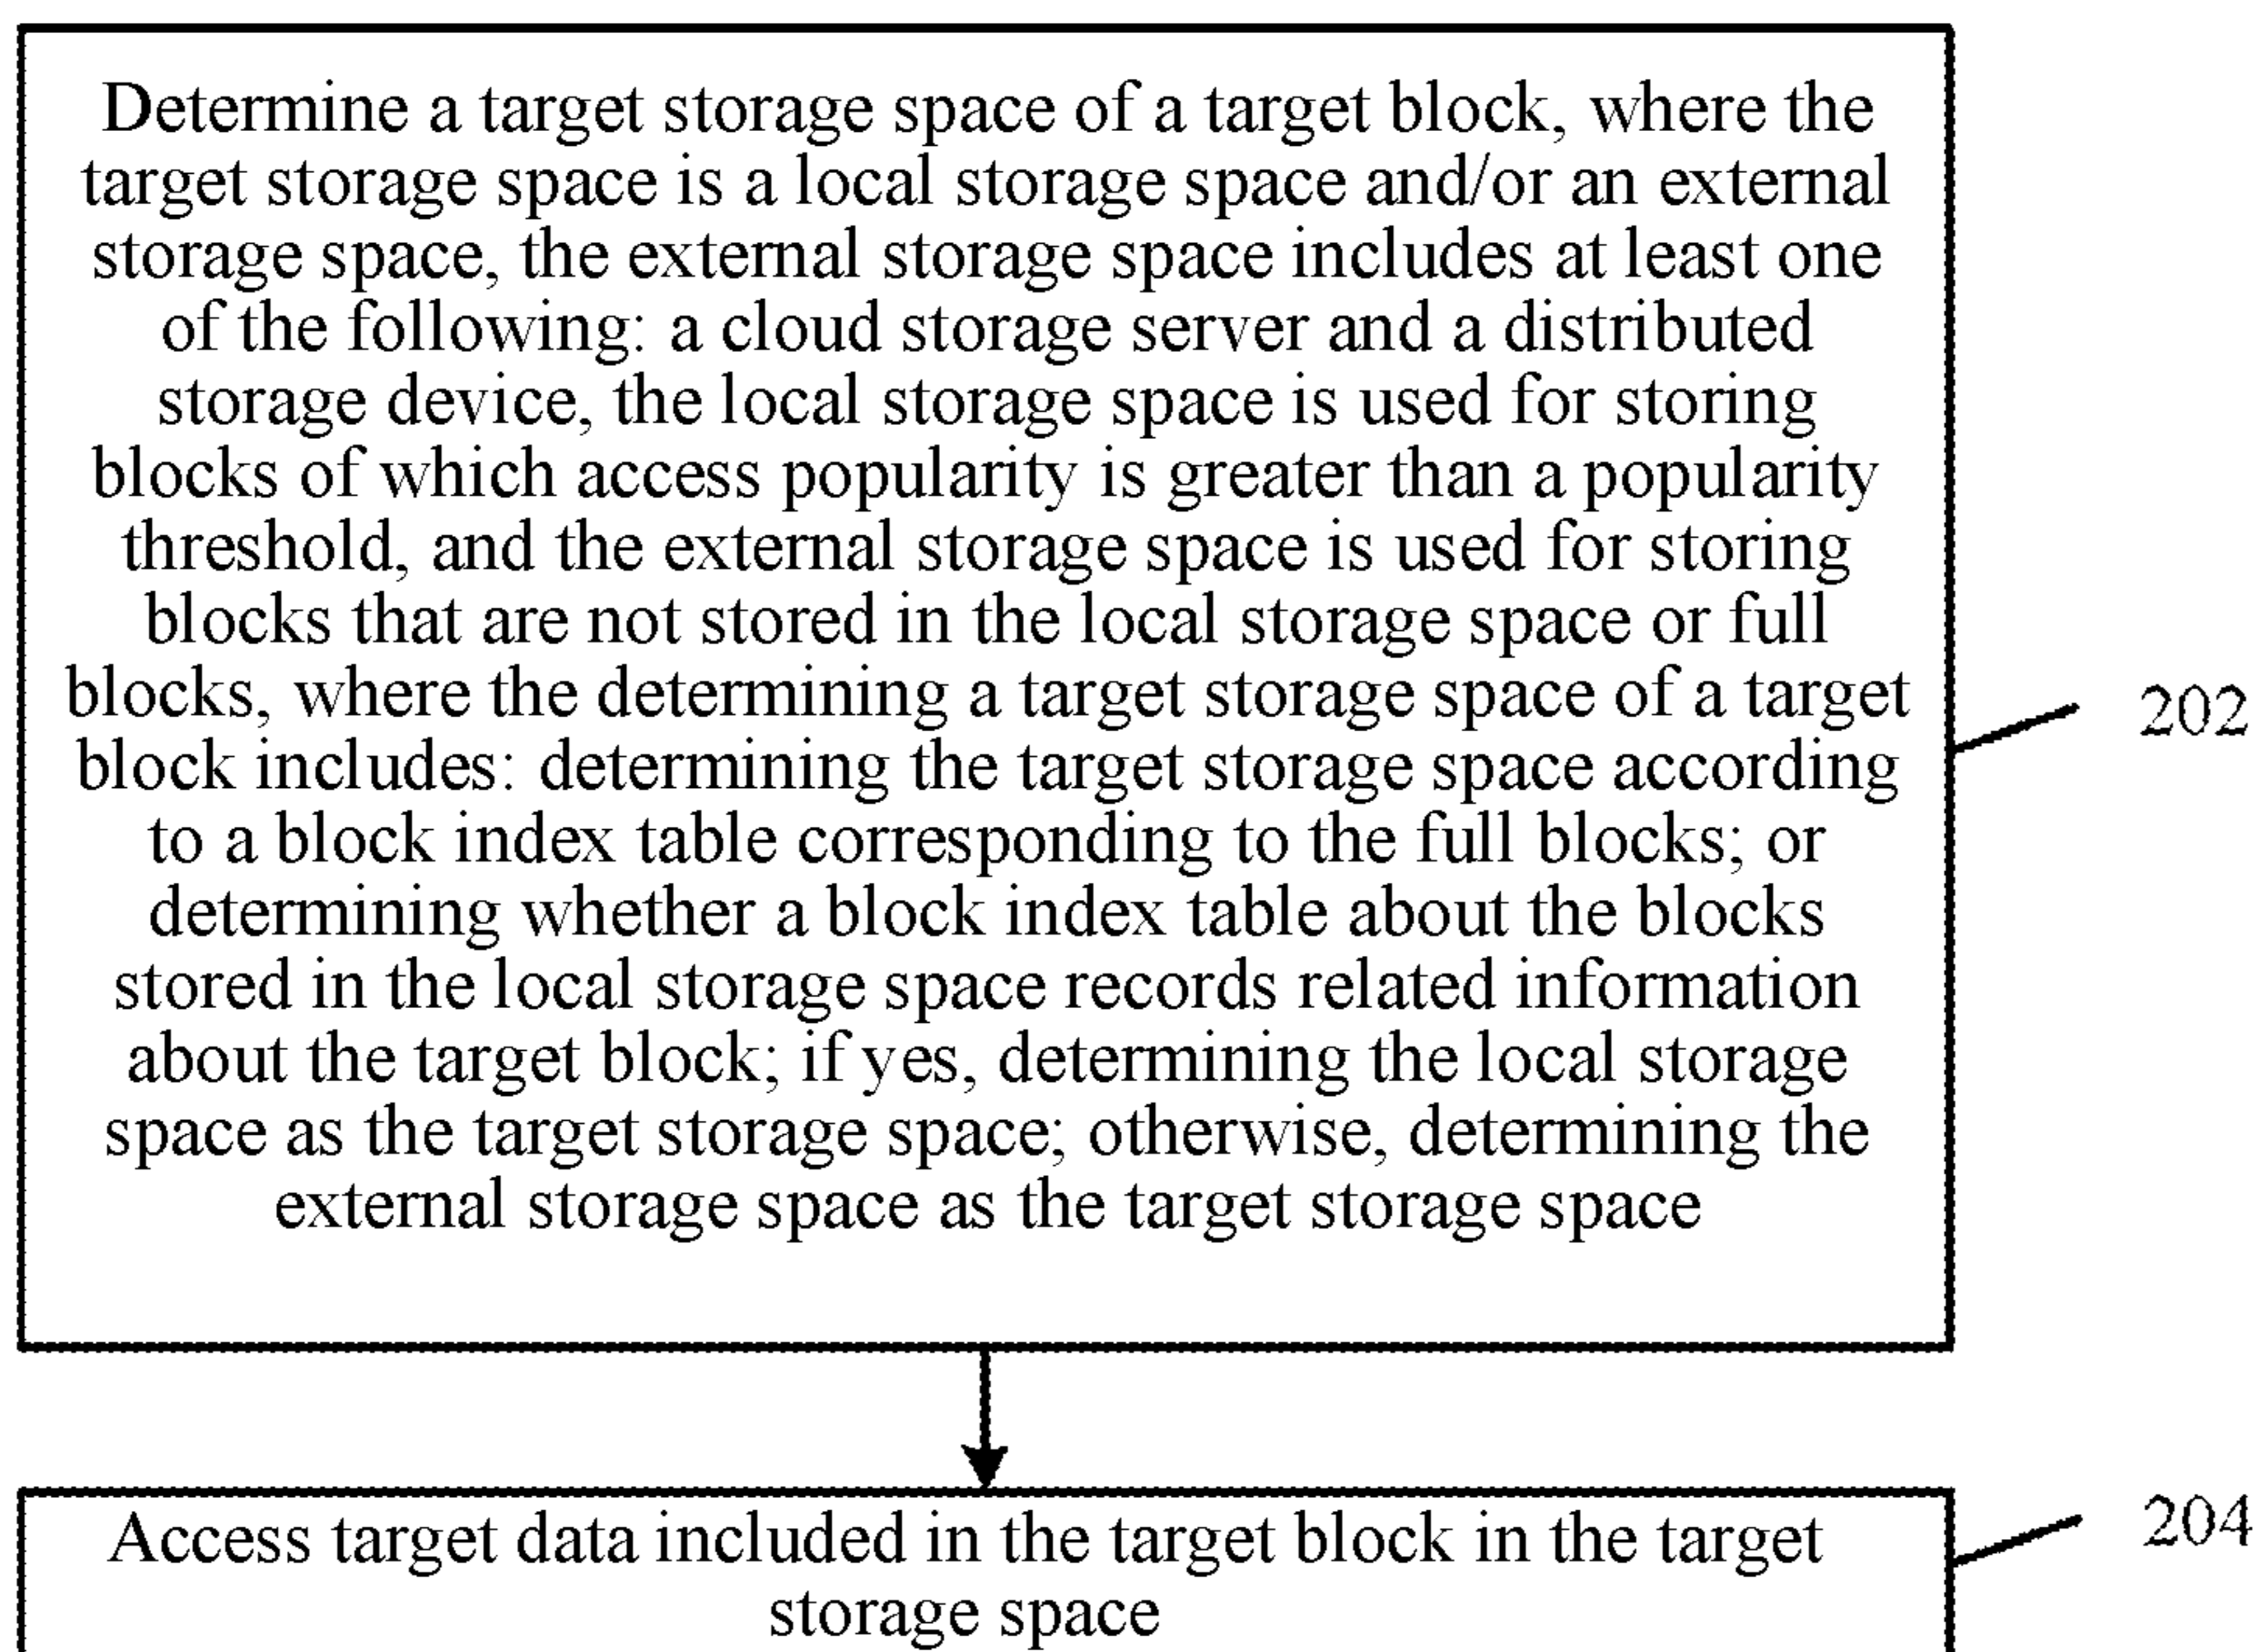 Determine a target storage space of a target block, where the
target storage space is a local storage space and/or an external
storage space, the external storage space includes at least one
of the following: a cloud storage server and a distributed
storage device, the local storage space is used for storing
blocks of which access popularity is greater than a popularity
threshold, and the external storage space is used for storing
blocks that are not stored in the local storage space or full
blocks, where the determining a target storage space of a target
block includes: determining the target storage space according
to a block index table corresponding to the full blocks; or
determining whether a block index table about the blocks
stored in the local storage space records related information
about the target block; if yes, determining the local storage
space as the target storage space; otherwise, determining the
external storage space as the target storage space
202
Access target data included in the target block in the target
storage space
204